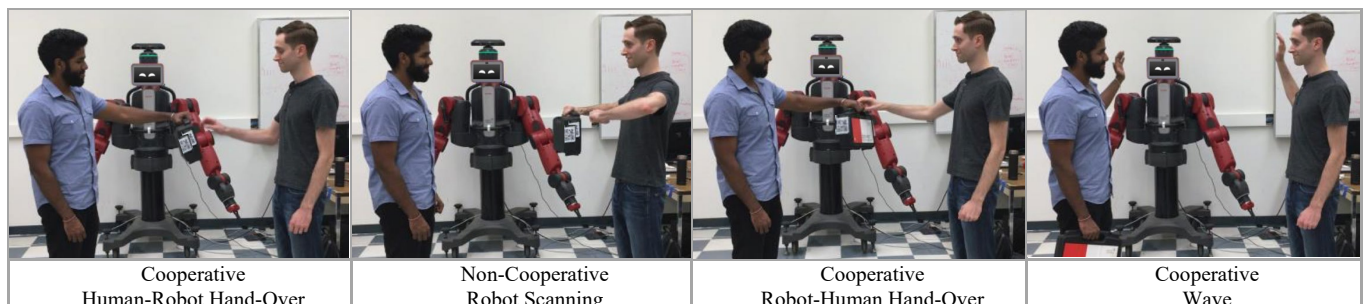 Cooperative
Human-Robot Hand-Over
Non-Cooperative
Robot Scanning
Cooperative
Robot-Human Hand-Over
Cooperative
Wave